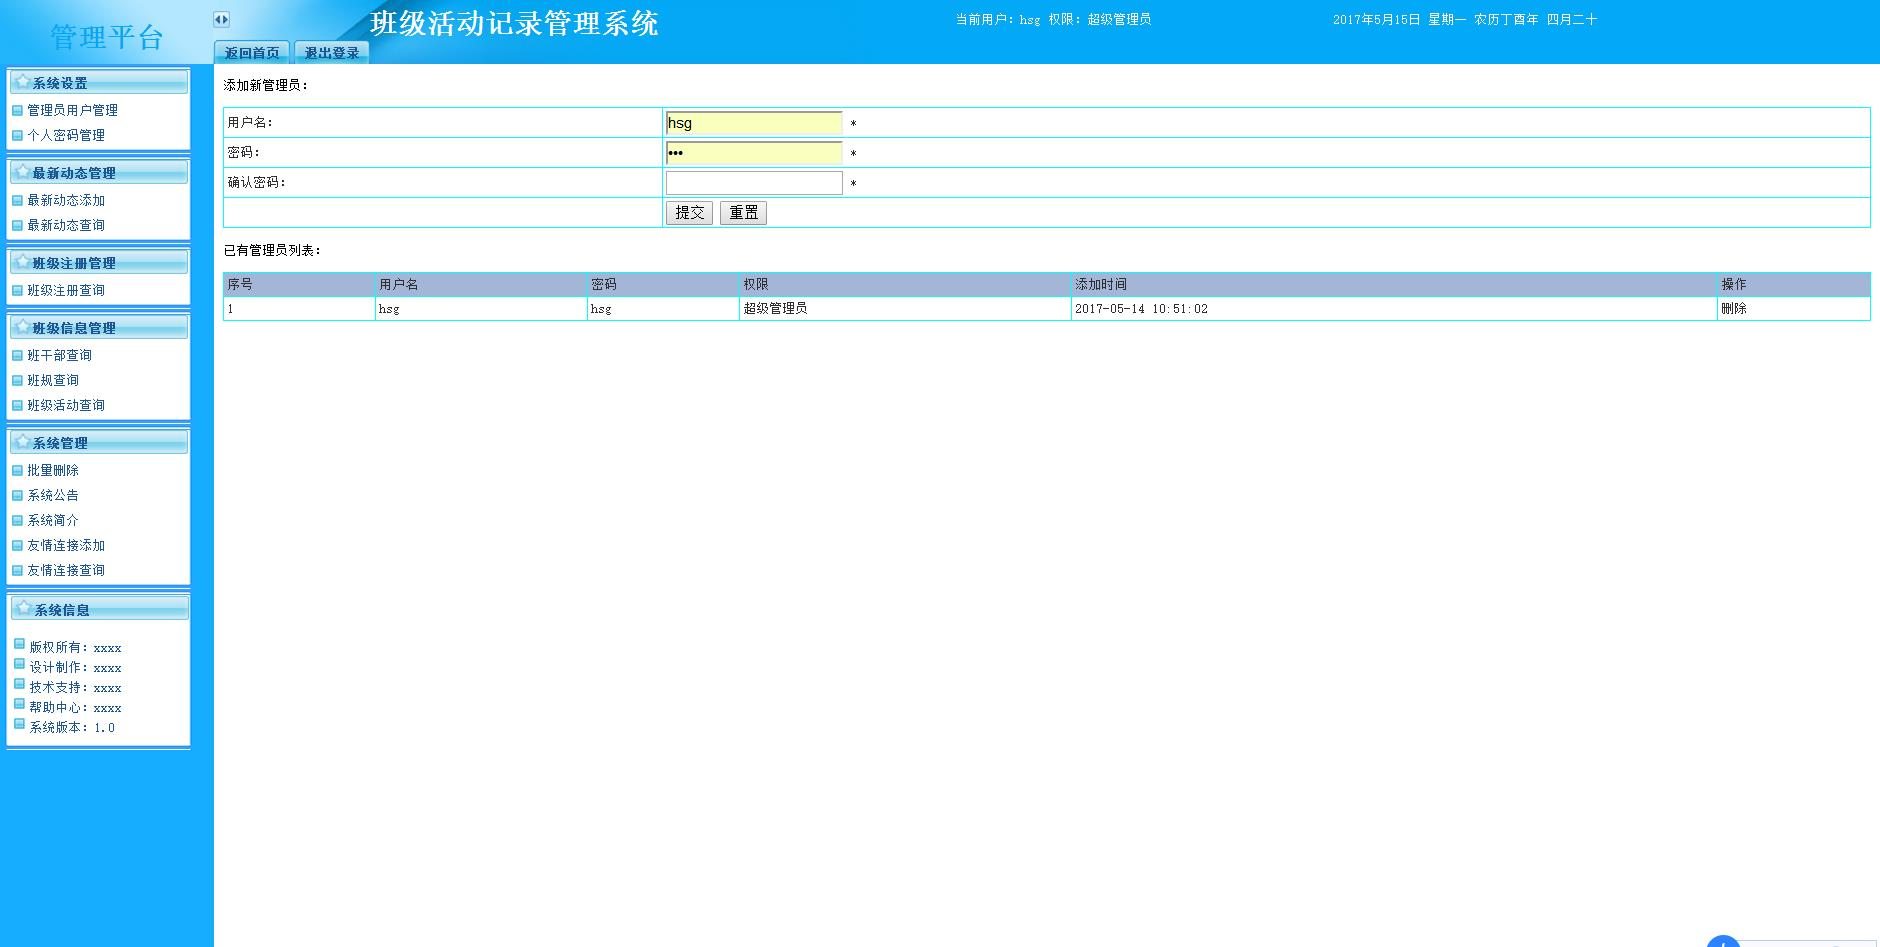 管理平台
班级活动记录管理系统
当前用户：hsg 权限：超级管理员
2017年5月15日 星期一 农历丁酉年 四月二十
返回首页 退出登录
系统设置
管理员用户管理
个人密码管理
最新动态管理
最新动态添加
最新动态查询
班级注册管理
班级注册查询
班级信息管理
班干部查询
班规查询
班级活动查询
系统管理
批量删除
系统公告
系统简介
友情连接添加
友情连接查询
系统信息
版权所有：xxxx
设计制作：xxxx
技术支持：xxxx
帮助中心：xxxx
系统版本：1.0
添加新管理员：
用户名： hsg *
密码： ••• *
确认密码： *
提交 重置
已有管理员列表：
序号 用户名 密码 权限 添加时间 操作
1 hsg hsg 超级管理员 2017-05-14 10:51:02 删除